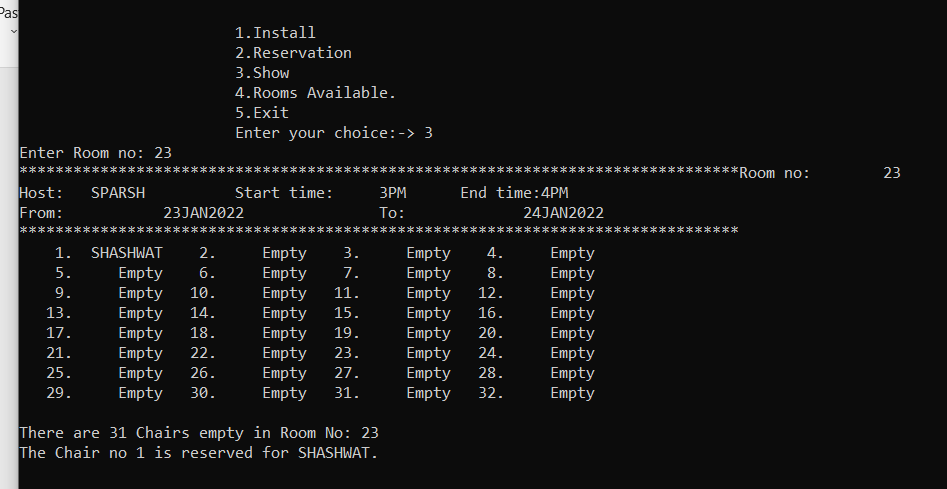 Pas
1.Install
2.Reservation
3.Show
4.Rooms Available.
5.Exit
Enter your choice:-> 3
Enter Room no: 23
********************************************************************************Room no:        23
Host:   SPARSH          Start time:     3PM      End time:4PM
From:           23JAN2022               To:             24JAN2022
********************************************************************************
1.  SHASHWAT    2.     Empty    3.     Empty    4.     Empty
5.     Empty    6.     Empty    7.     Empty    8.     Empty
9.     Empty   10.     Empty   11.     Empty   12.     Empty
13.     Empty   14.     Empty   15.     Empty   16.     Empty
17.     Empty   18.     Empty   19.     Empty   20.     Empty
21.     Empty   22.     Empty   23.     Empty   24.     Empty
25.     Empty   26.     Empty   27.     Empty   28.     Empty
29.     Empty   30.     Empty   31.     Empty   32.     Empty
There are 31 Chairs empty in Room No: 23
The Chair no 1 is reserved for SHASHWAT.